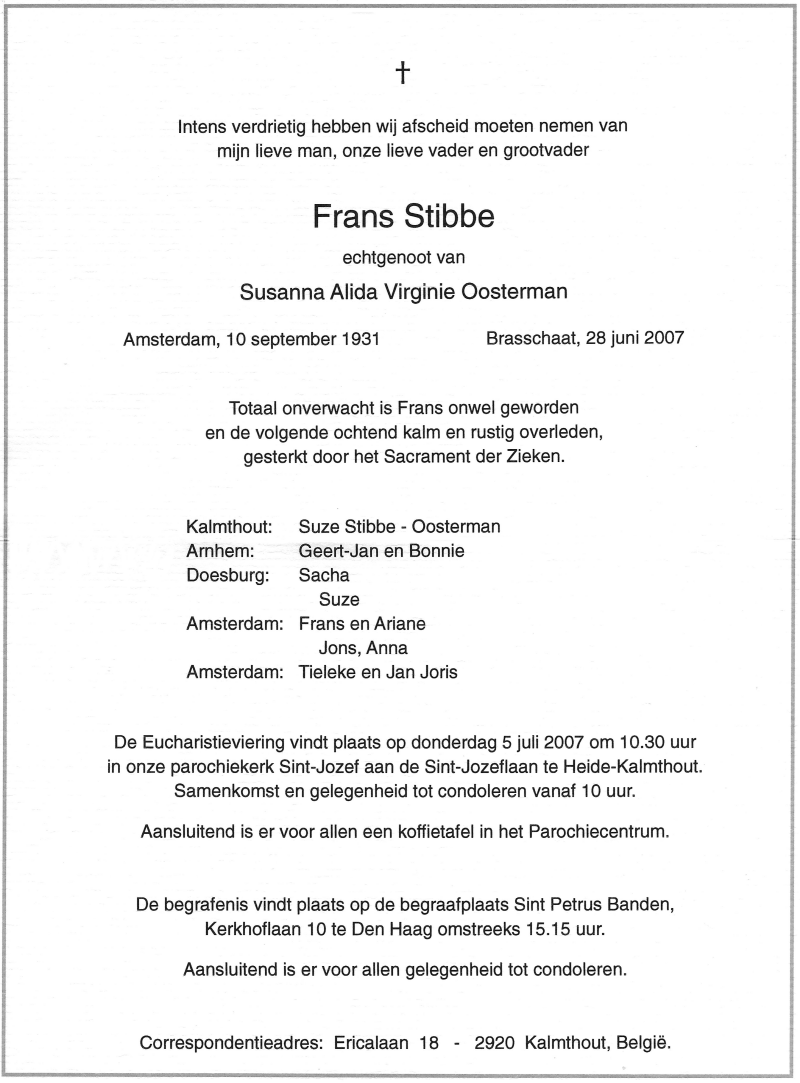 †
Intens verdrietig hebben wij afscheid moeten nemen van
mijn lieve man, onze lieve vader en grootvader
Frans Stibbe
echtgenoot van
Susanna Alida Virginie Oosterman
Amsterdam, 10 september 1931 Brasschaat, 28 juni 2007
Totaal onverwacht is Frans onwel geworden
en de volgende ochtend kalm en rustig overleden,
gesterkt door het Sacrament der Zieken.
Kalmthout: Suze Stibbe - Oosterman
Arnhem: Geert-Jan en Bonnie
Doesburg: Sacha
Suze
Amsterdam: Frans en Ariane
Jons, Anna
Amsterdam: Tieleke en Jan Joris
De Eucharistieviering vindt plaats op donderdag 5 juli 2007 om 10.30 uur
in onze parochiekerk Sint-Jozef aan de Sint-Jozeflaan te Heide-Kalmthout.
Samenkomst en gelegenheid tot condoleren vanaf 10 uur.
Aansluitend is er voor allen een koffietafel in het Parochiecentrum.
De begrafenis vindt plaats op de begraafplaats Sint Petrus Banden,
Kerkhoflaan 10 te Den Haag omstreeks 15.15 uur.
Aansluitend is er voor allen gelegenheid tot condoleren.
Correspondentieadres: Ericalaan 18 - 2920 Kalmthout, België.